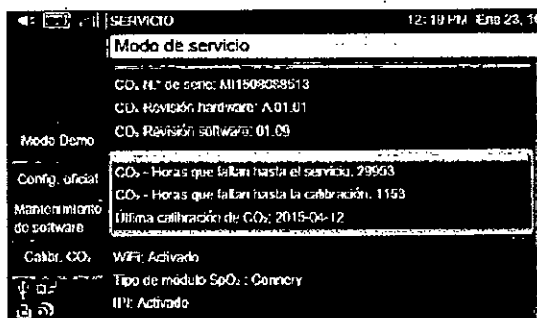 SERVICIO
12:19 PM Ene 23,
Modo de servicio
CO₂ N.º de serie: MI1509088513
CO₂ Revisión hardware: A.01.01
CO₂ Revisión software: 01.09
Modo Demo
Config. oficial
CO₂ - Horas que faltan hasta el servicio: 29953
CO₂ - Horas que faltan hasta la calibración: 1153
Mantenimiento
de software
Última calibración de CO₂: 2015-04-12
Calibr. CO₂
WiFi: Activado
Tipo de módulo SpO₂: Connery
IPI: Activado